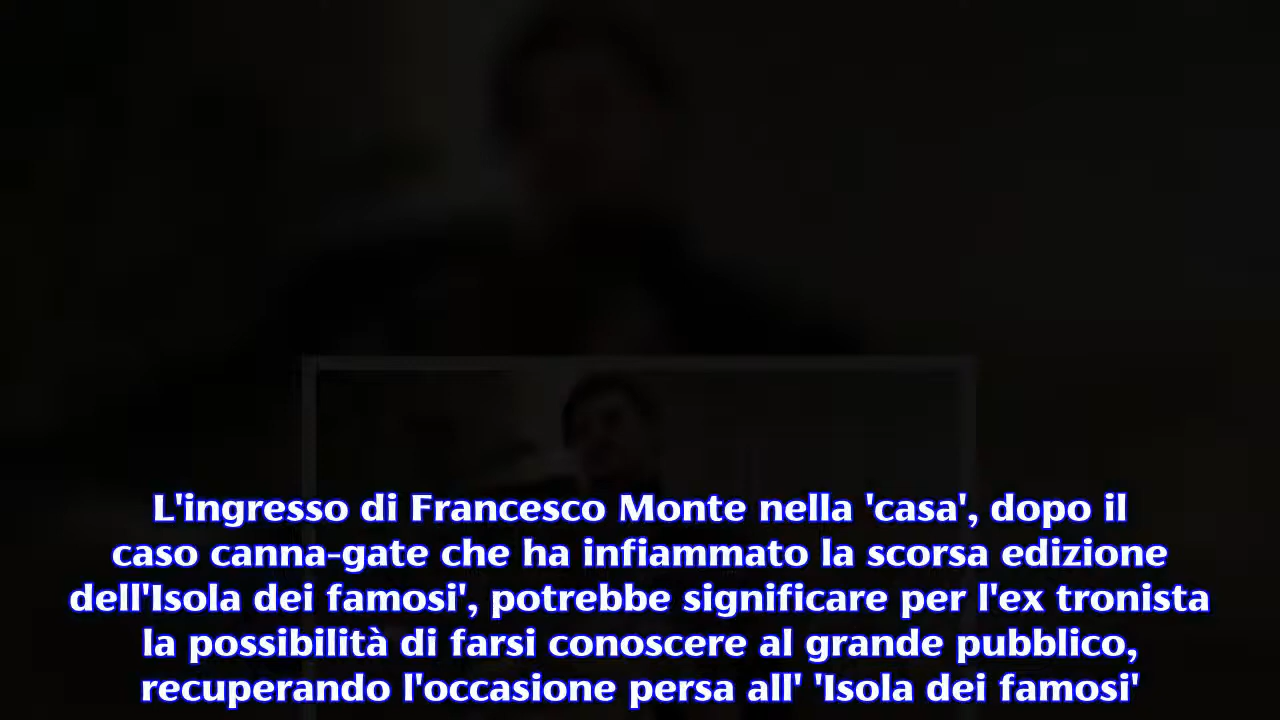 L'ingresso di Francesco Monte nella 'casa', dopo il
caso canna-gate che ha infiammato la scorsa edizione
dell'Isola dei famosi', potrebbe significare per l'ex tronista
la possibilità di farsi conoscere al grande pubblico,
recuperando l'occasione persa all' 'Isola dei famosi'